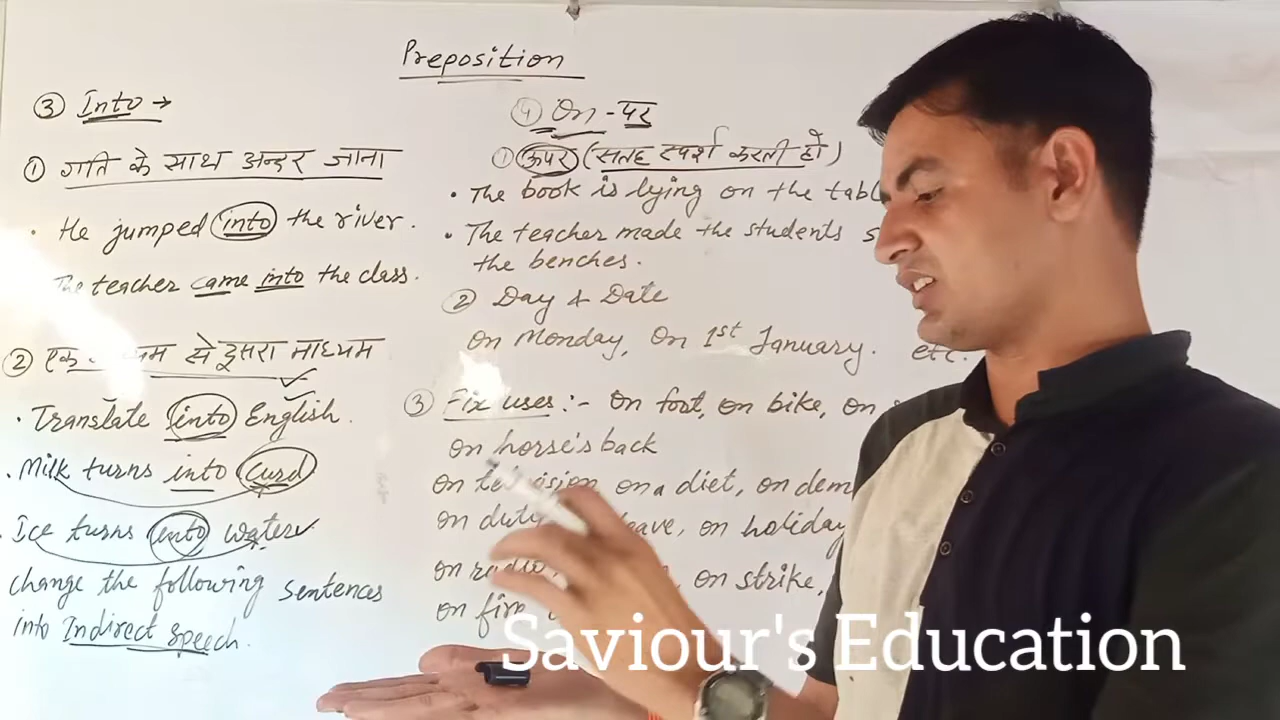 Preposition
③ Into →
① गति के साथ अन्दर जाना
• He jumped into the river.
The teacher came into the class.
② एक से दूसरा माध्यम
• Translate into English.
• Milk turns into Curd
• Ice turns into water
change the following sentences
into Indirect speech.
④ On - पर
① ऊपर (सतह स्पर्श करती हो)
• The book is lying on the
• The teacher made the students
the benches.
② Day & Date
On Monday, On 1st January. etc.
③ Fix uses :- On foot, on bike, on
on horse's back
On television on a diet, on
on duty, leave, on holiday
on radio, on strike,
on fire
Saviour's Education